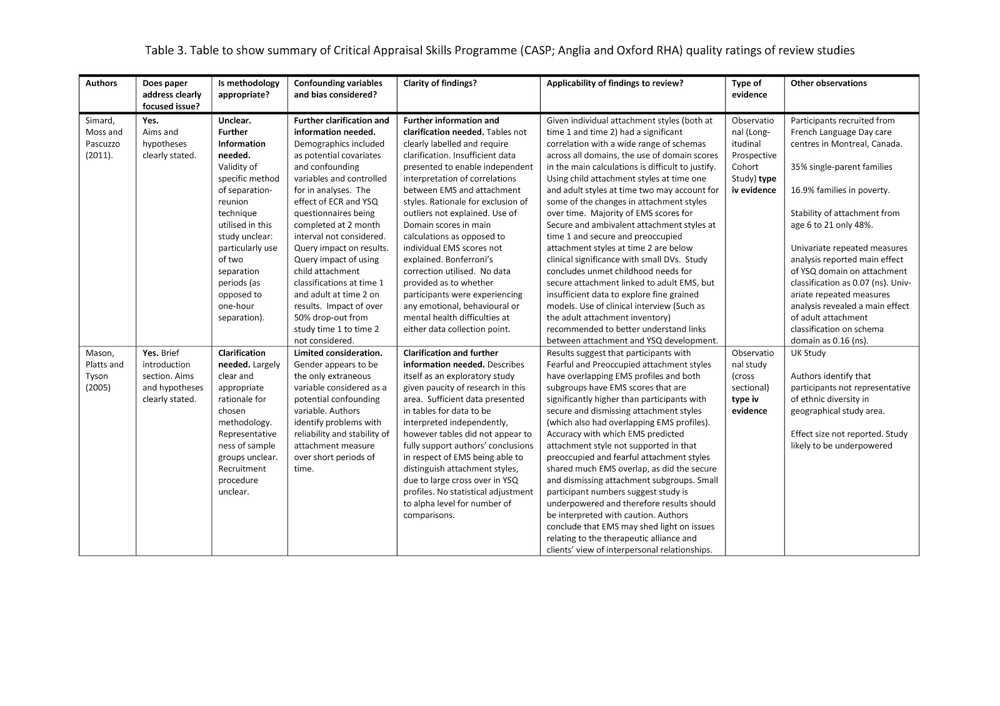 Table 3. Table to show summary of Critical Appraisal Skills Programme (CASP; Anglia and Oxford RHA) quality ratings of review studies
Authors
Does paper
address clearly
focused issue?
Is methodology
appropriate?
Confounding variables
and bias considered?
Clarity of findings?
Applicability of findings to review?
Type of
evidence
Other observations
Simard,
Moss and
Pascuzzo
(2011).
Yes.
Aims and
hypotheses
clearly stated.
Unclear.
Further
Information
needed.
Validity of
specific method
of separation-
reunion
technique
utilised in this
study unclear:
particularly use
of two
separation
periods (as
opposed to
one-hour
separation).
Further clarification and
information needed.
Demographics included
as potential covariates
and confounding
variables and controlled
for in analyses.  The
effect of ECR and YSQ
questionnaires being
completed at 2 month
interval not considered.
Query impact on results.
Query impact of using
child attachment
classifications at time 1
and adult at time 2 on
results.  Impact of over
50% drop-out from
study time 1 to time 2
not considered.
Further information and
clarification needed. Tables not
clearly labelled and require
clarification. Insufficient data
presented to enable independent
interpretation of correlations
between EMS and attachment
styles. Rationale for exclusion of
outliers not explained. Use of
Domain scores in main
calculations as opposed to
individual EMS scores not
explained. Bonferroni's
correction utilised.  No data
provided as to whether
participants were experiencing
any emotional, behavioural or
mental health difficulties at
either data collection point.
Given individual attachment styles (both at
time 1 and time 2) had a significant
correlation with a wide range of schemas
across all domains, the use of domain scores
in the main calculations is difficult to justify.
Using child attachment styles at time one
and adult styles at time two may account for
some of the changes in attachment styles
over time.  Majority of EMS scores for
Secure and ambivalent attachment styles at
time 1 and secure and preoccupied
attachment styles at time 2 are below
clinical significance with small DVs.  Study
concludes unmet childhood needs for
secure attachment linked to adult EMS, but
insufficient data to explore fine grained
models. Use of clinical interview (Such as
the adult attachment inventory)
recommended to better understand links
between attachment and YSQ development.
Observatio
nal (Long-
itudinal
Prospective
Cohort
Study) type
iv evidence
Participants recruited from
French Language Day care
centres in Montreal, Canada.
35% single-parent families
16.9% families in poverty.
Stability of attachment from
age 6 to 21 only 48%.
Univariate repeated measures
analysis reported main effect
of YSQ domain on attachment
classification as 0.07 (ns). Univ-
ariate repeated measures
analysis revealed a main effect
of adult attachment
classification on schema
domain as 0.16 (ns).
Mason,
Platts and
Tyson
(2005)
Yes. Brief
introduction
section. Aims
and hypotheses
clearly stated.
Clarification
needed. Largely
clear and
appropriate
rationale for
chosen
methodology.
Representative
ness of sample
groups unclear.
Recruitment
procedure
unclear.
Limited consideration.
Gender appears to be
the only extraneous
variable considered as a
potential confounding
variable. Authors
identify problems with
reliability and stability of
attachment measure
over short periods of
time.
Clarification and further
information needed. Describes
itself as an exploratory study
given paucity of research in this
area.  Sufficient data presented
in tables for data to be
interpreted independently,
however tables did not appear to
fully support authors' conclusions
in respect of EMS being able to
distinguish attachment styles,
due to large cross over in YSQ
profiles. No statistical adjustment
to alpha level for number of
comparisons.
Results suggest that participants with
Fearful and Preoccupied attachment styles
have overlapping EMS profiles and both
subgroups have EMS scores that are
significantly higher than participants with
secure and dismissing attachment styles
(which also had overlapping EMS profiles).
Accuracy with which EMS predicted
attachment style not supported in that
preoccupied and fearful attachment styles
shared much EMS overlap, as did the secure
and dismissing attachment subgroups. Small
participant numbers suggest study is
underpowered and therefore results should
be interpreted with caution. Authors
conclude that EMS may shed light on issues
relating to the therapeutic alliance and
clients' view of interpersonal relationships.
Observatio
nal study
(cross
sectional)
type iv
evidence
UK Study
Authors identify that
participants not representative
of ethnic diversity in
geographical study area.
Effect size not reported. Study
likely to be underpowered